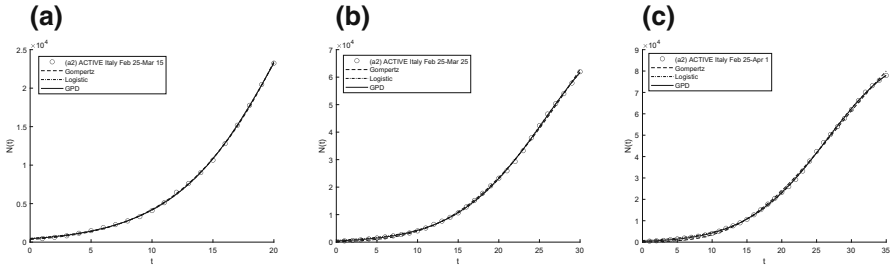 (a)
×10⁴
2.5
2
1.5
1
0.5
0
N(t)
(a2) ACTIVE Italy Feb 25-Mar 15
Gompertz
Logistic
GPD
0 5 10 15 20
t
(b)
×10⁴
7
6
5
4
3
2
1
0
N(t)
(a2) ACTIVE Italy Feb 25-Mar 25
Gompertz
Logistic
GPD
0 5 10 15 20 25 30
t
(c)
×10⁴
9
8
7
6
5
4
3
2
1
0
N(t)
(a2) ACTIVE Italy Feb 25-Apr 1
Gompertz
Logistic
GPD
0 5 10 15 20 25 30 35
t